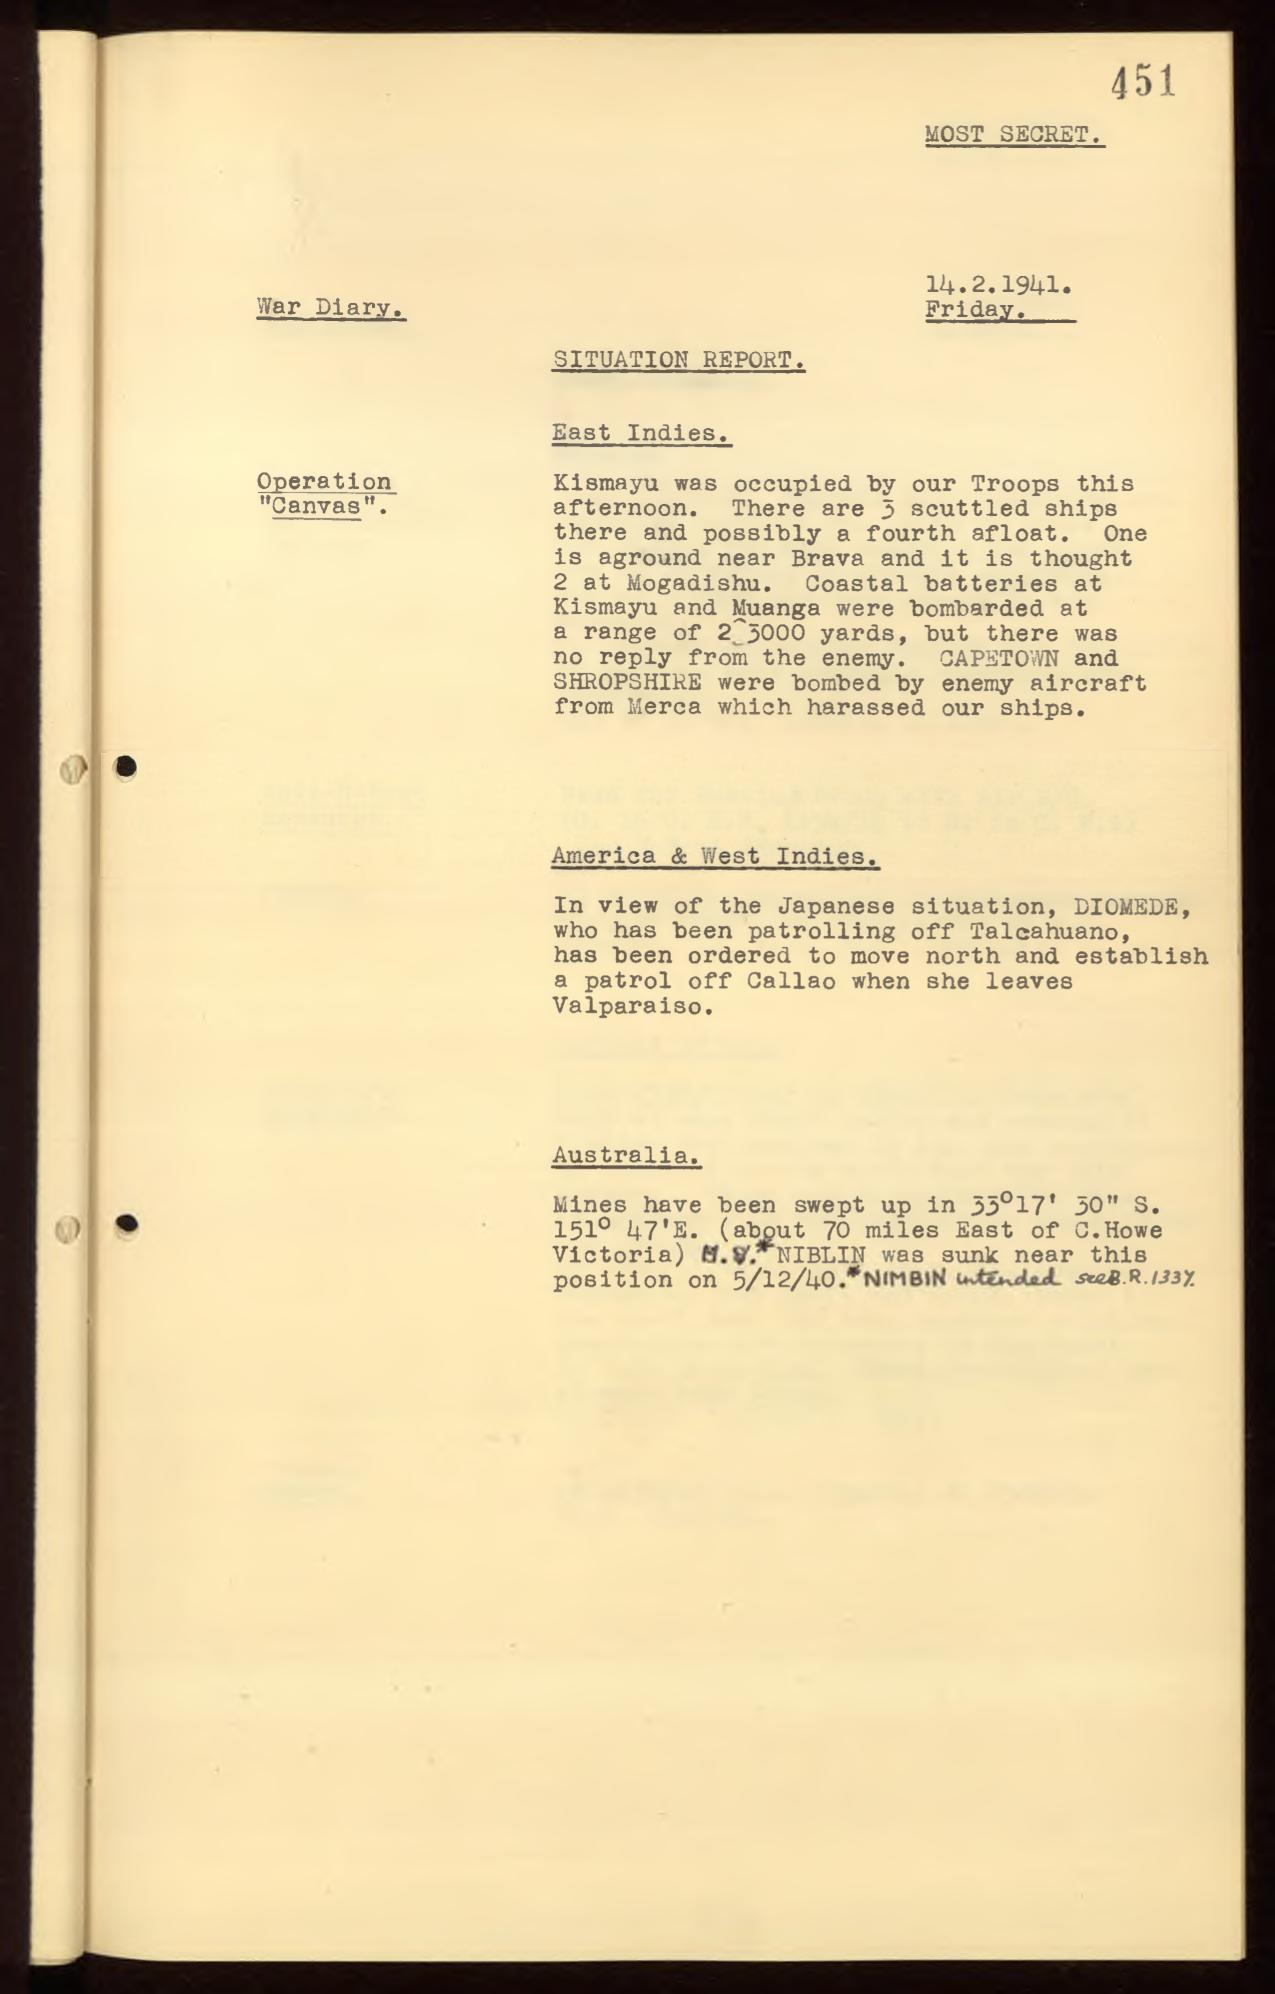 451
MOST SECRET.
14.2.1941.
War Diary.
Friday.
SITUATION REPORT.
East Indies.
Operation
"Canvas".
Kismayu was occupied by our Troops this
afternoon. There are 3 scuttled ships
there and possibly a fourth afloat. One
is aground near Brava and it is thought
2 at Mogadishu. Coastal batteries at
Kismayu and Muanga were bombarded at
a range of 2-3000 yards, but there was
no reply from the enemy. CAPETOWN and
SHROPSHIRE were bombed by enemy aircraft
from Merca which harassed our ships.
America & West Indies.
In view of the Japanese situation, DIOMEDE,
who has been patrolling off Talcahuano,
has been ordered to move north and establish
a patrol off Callao when she leaves
Valparaiso.
Australia.
Mines have been swept up in 33°17' 30" S.
151° 47'E. (about 70 miles East of C.Howe
Victoria) M.V.* NIBLIN was sunk near this
position on 5/12/40.* NIMBIN intended see B.R.1337.